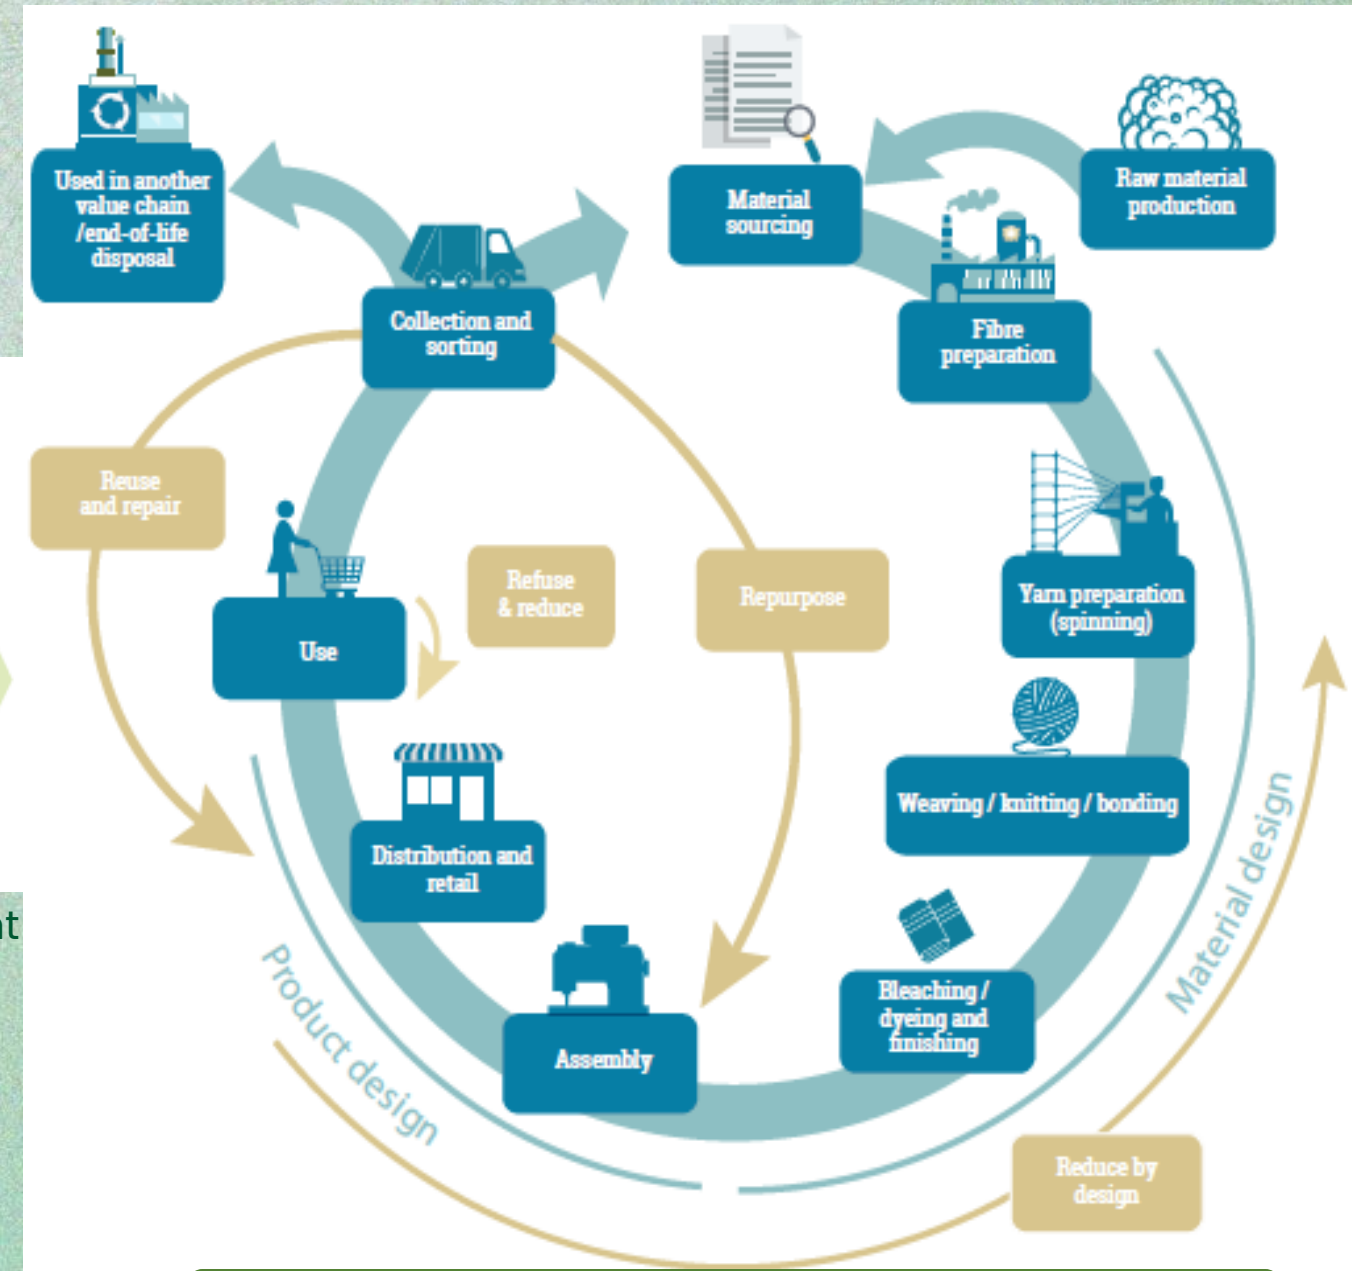 Used in another
value chain
/end-of-life
disposal
Material
sourcing
Raw material
production
Collection and
sorting
Fibre
preparation
Reuse
and repair
Refuse
& reduce
Repurpose
Yarn preparation
(spinning)
Use
Weaving / knitting / bonding
Distribution and
retail
Bleaching /
dyeing and
finishing
Assembly
Product design
Material design
Reduce by
design